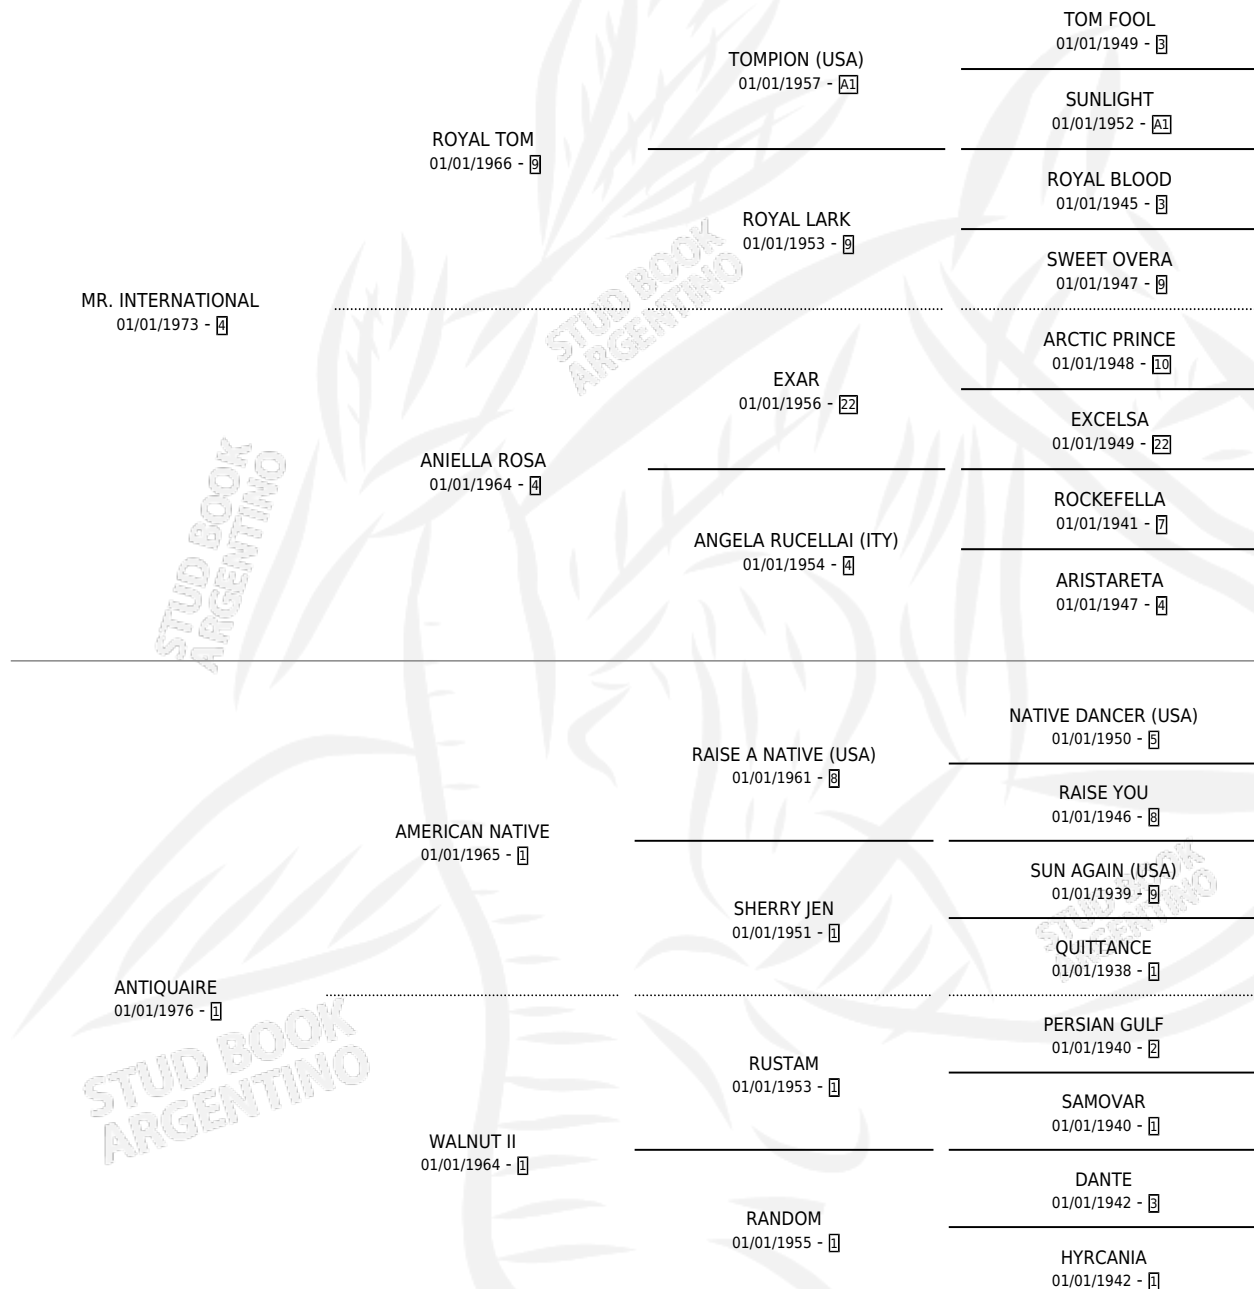 MR. INTERNATIONAL
01/01/1973 - 4
ROYAL TOM
01/01/1966 - 9
ANIELLA ROSA
01/01/1964 - 4
TOMPION (USA)
01/01/1957 - A1
ROYAL LARK
01/01/1953 - 9
EXAR
01/01/1956 - 22
ANGELA RUCELLAI (ITY)
01/01/1954 - 4
TOM FOOL
01/01/1949 - 3
SUNLIGHT
01/01/1952 - A1
ROYAL BLOOD
01/01/1945 - 3
SWEET OVERA
01/01/1947 - 9
ARCTIC PRINCE
01/01/1948 - 10
EXCELSA
01/01/1949 - 22
ROCKEFELLA
01/01/1941 - 7
ARISTARETA
01/01/1947 - 4
ANTIQUAIRE
01/01/1976 - 1
AMERICAN NATIVE
01/01/1965 - 1
WALNUT II
01/01/1964 - 1
RAISE A NATIVE (USA)
01/01/1961 - 8
SHERRY JEN
01/01/1951 - 1
RUSTAM
01/01/1953 - 1
RANDOM
01/01/1955 - 1
NATIVE DANCER (USA)
01/01/1950 - 5
RAISE YOU
01/01/1946 - 8
SUN AGAIN (USA)
01/01/1939 - 9
QUITTANCE
01/01/1938 - 1
PERSIAN GULF
01/01/1940 - 2
SAMOVAR
01/01/1940 - 1
DANTE
01/01/1942 - 3
HYRCANIA
01/01/1942 - 1
STUD BOOK
ARGENTINO
STUD BOOK
ARGENTINO
STUD BOOK
ARGENTINO
STUD BOOK
ARGENTINO